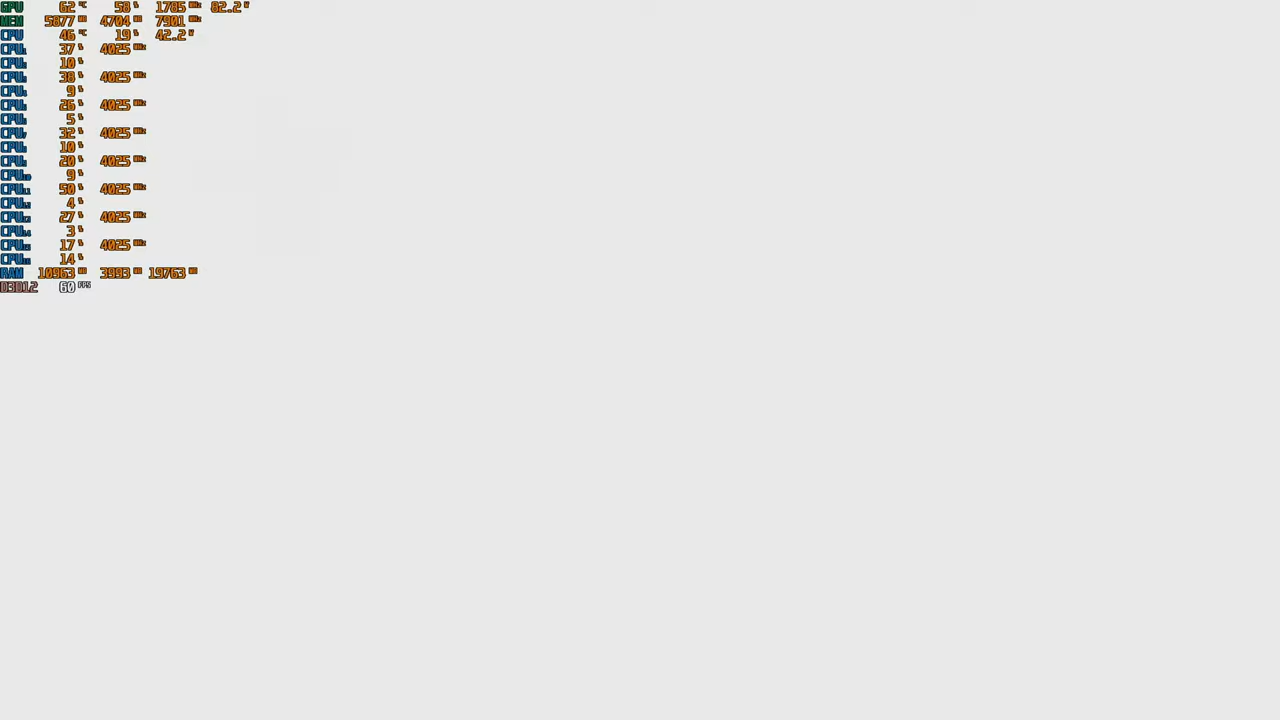 GPU 62 °C 58 % 1785 MHz 82.2 W
MEM 5877 MB 4704 MB 7901 MHz
CPU 46 °C 19 % 42.2 W
CPU1 37 % 4025 MHz
CPU2 10 %
CPU3 38 % 4025 MHz
CPU4 9 %
CPU5 26 % 4025 MHz
CPU6 5 %
CPU7 32 % 4025 MHz
CPU8 10 %
CPU9 20 % 4025 MHz
CPU10 9 %
CPU11 50 % 4025 MHz
CPU12 4 %
CPU13 27 % 4025 MHz
CPU14 3 %
CPU15 17 % 4025 MHz
CPU16 14 %
RAM 10963 MB 3993 MB 19763 MB
D3D12 60 FPS